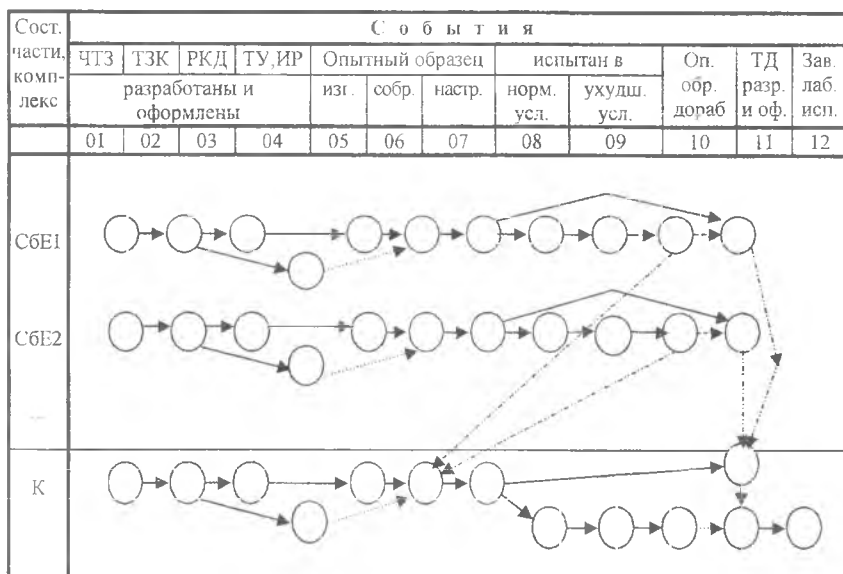 Сост. части, комп- лекс
С о б ы т и я
ЧТЗ ТЗК РКД ТУ,ИР Опытный образец испытан в Оп. обр. дораб ТД разр. и оф. Зав. лаб. исп.
разработаны и оформлены изг. собр. настр. норм. усл. ухудш. усл.
01 02 03 04 05 06 07 08 09 10 11 12
СбЕ1
СбЕ2
К